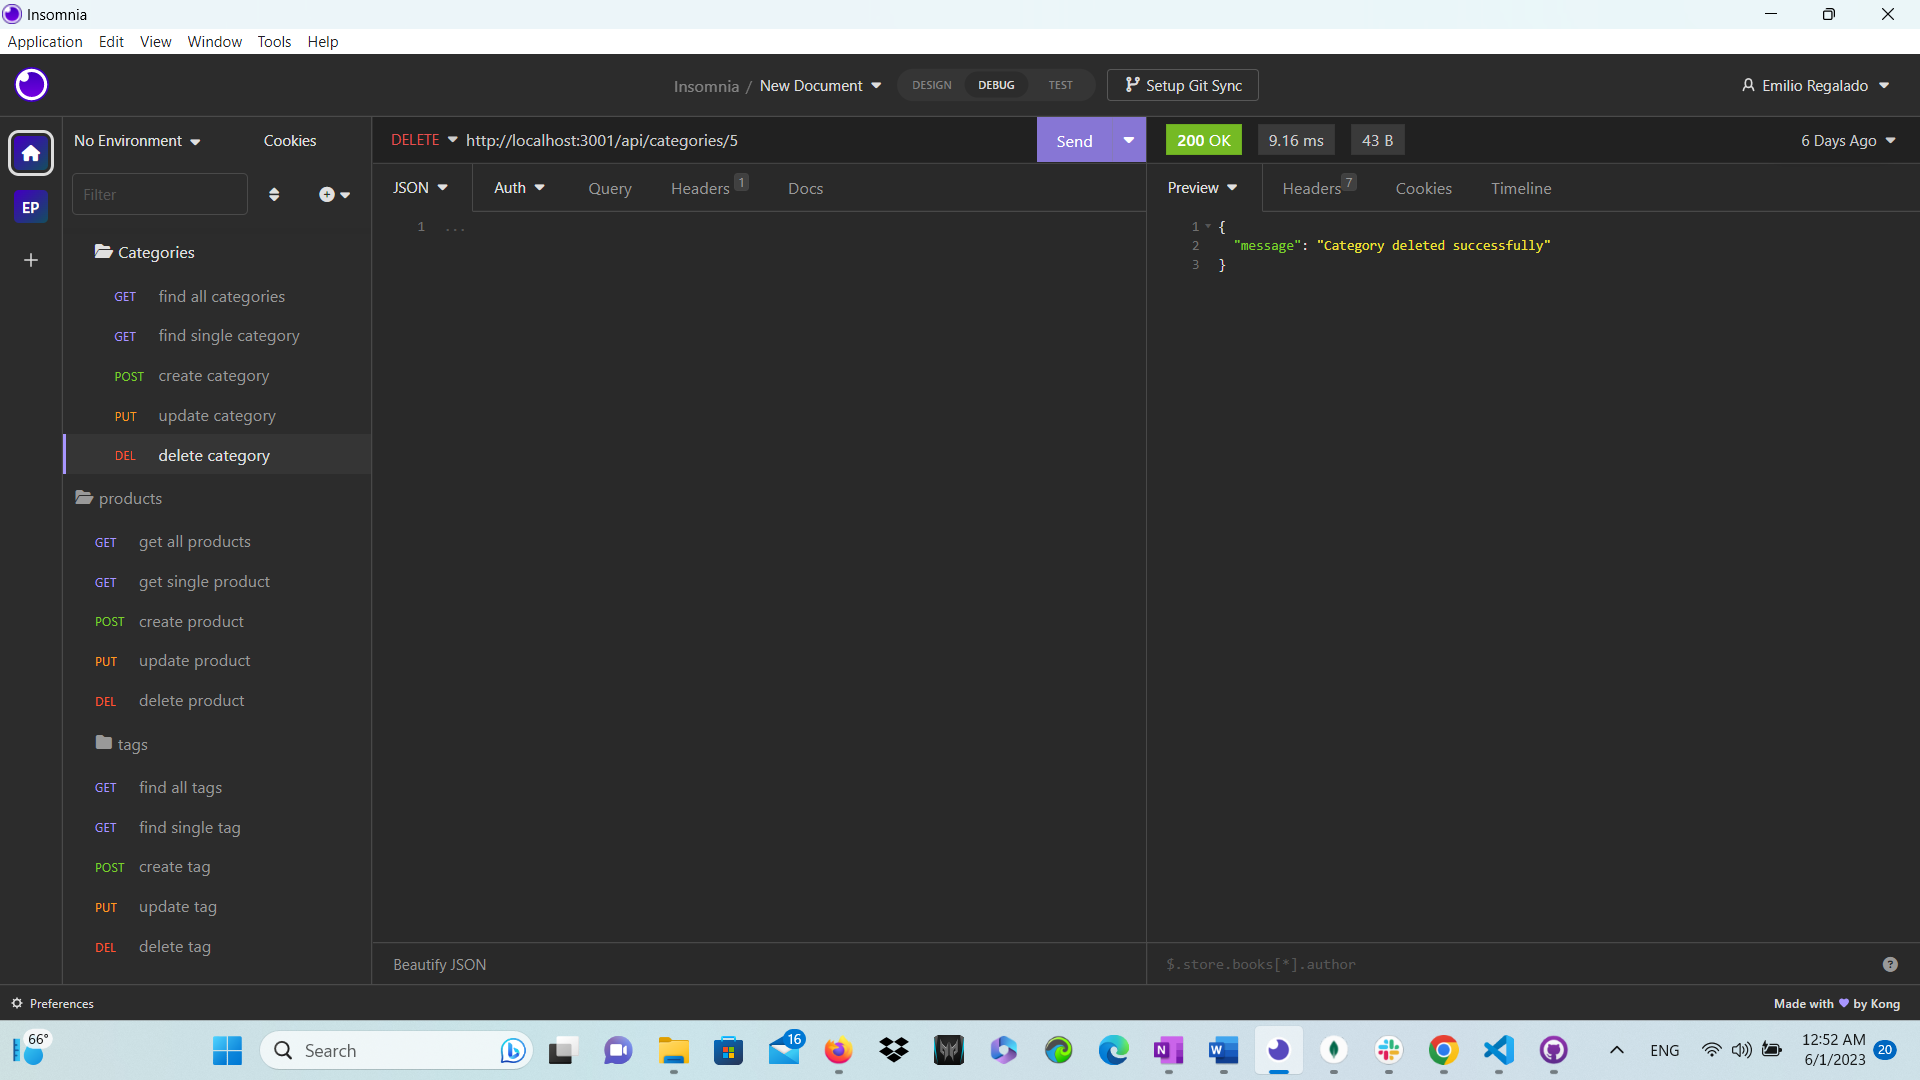 Insomnia
Application Edit View Window Tools Help
Insomnia / New Document DESIGN DEBUG TEST Setup Git Sync Emilio Regalado
No Environment Cookies
DELETE http://localhost:3001/api/categories/5 Send
200 OK 9.16 ms 43 B 6 Days Ago
Filter
JSON Auth Query Headers 1 Docs
Preview Headers 7 Cookies Timeline
EP
1 ...
1 {
2 "message": "Category deleted successfully"
3 }
Categories
GET find all categories
GET find single category
POST create category
PUT update category
DEL delete category
products
GET get all products
GET get single product
POST create product
PUT update product
DEL delete product
tags
GET find all tags
GET find single tag
POST create tag
PUT update tag
DEL delete tag
Beautify JSON
$.store.books[*].author
?
Preferences
Made with ♥ by Kong
66°
Search
16
N
W
ENG
12:52 AM
6/1/2023
20